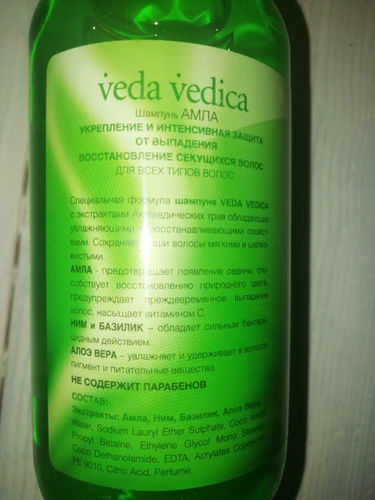 veda vedica
Шампунь АМЛА
УКРЕПЛЕНИЕ И ИНТЕНСИВНАЯ ЗАЩИТА
ОТ ВЫПАДЕНИЯ
ВОССТАНОВЛЕНИЕ СЕКУЩИХСЯ ВОЛОС
ДЛЯ ВСЕХ ТИПОВ ВОЛОС
Специальная формула шампуня VEDA VEDICA
с экстрактами Аюрведических трав обладающих
увлажняющими и восстанавливающими свойст-
вами. Сохраняет ваши волосы мягкими и шелко-
вистыми.
АМЛА - предотвращает появление седины, спо-
собствует восстановлению природного цвета,
предупреждает преждевременное выпадение
волос, насыщает витамином С.
НИМ и БАЗИЛИК – обладает сильным бактери-
цидным действием.
АЛОЭ ВЕРА – увлажняет и удерживает в волосах
пигмент и питательные вещества.
НЕ СОДЕРЖИТ ПАРАБЕНОВ
СОСТАВ:
Экстракты: Амла, Ним, Базилик, Алоэ Вера,
Water, Sodium Lauryl Ether Sulphate, Coco Amido
Propyl Betaine, Ethylene Glycol Mono Stearate,
Coco Dethanolamide, EDTA, Acrylates Copolymer,
PE 9010, Citric Acid, Perfume.